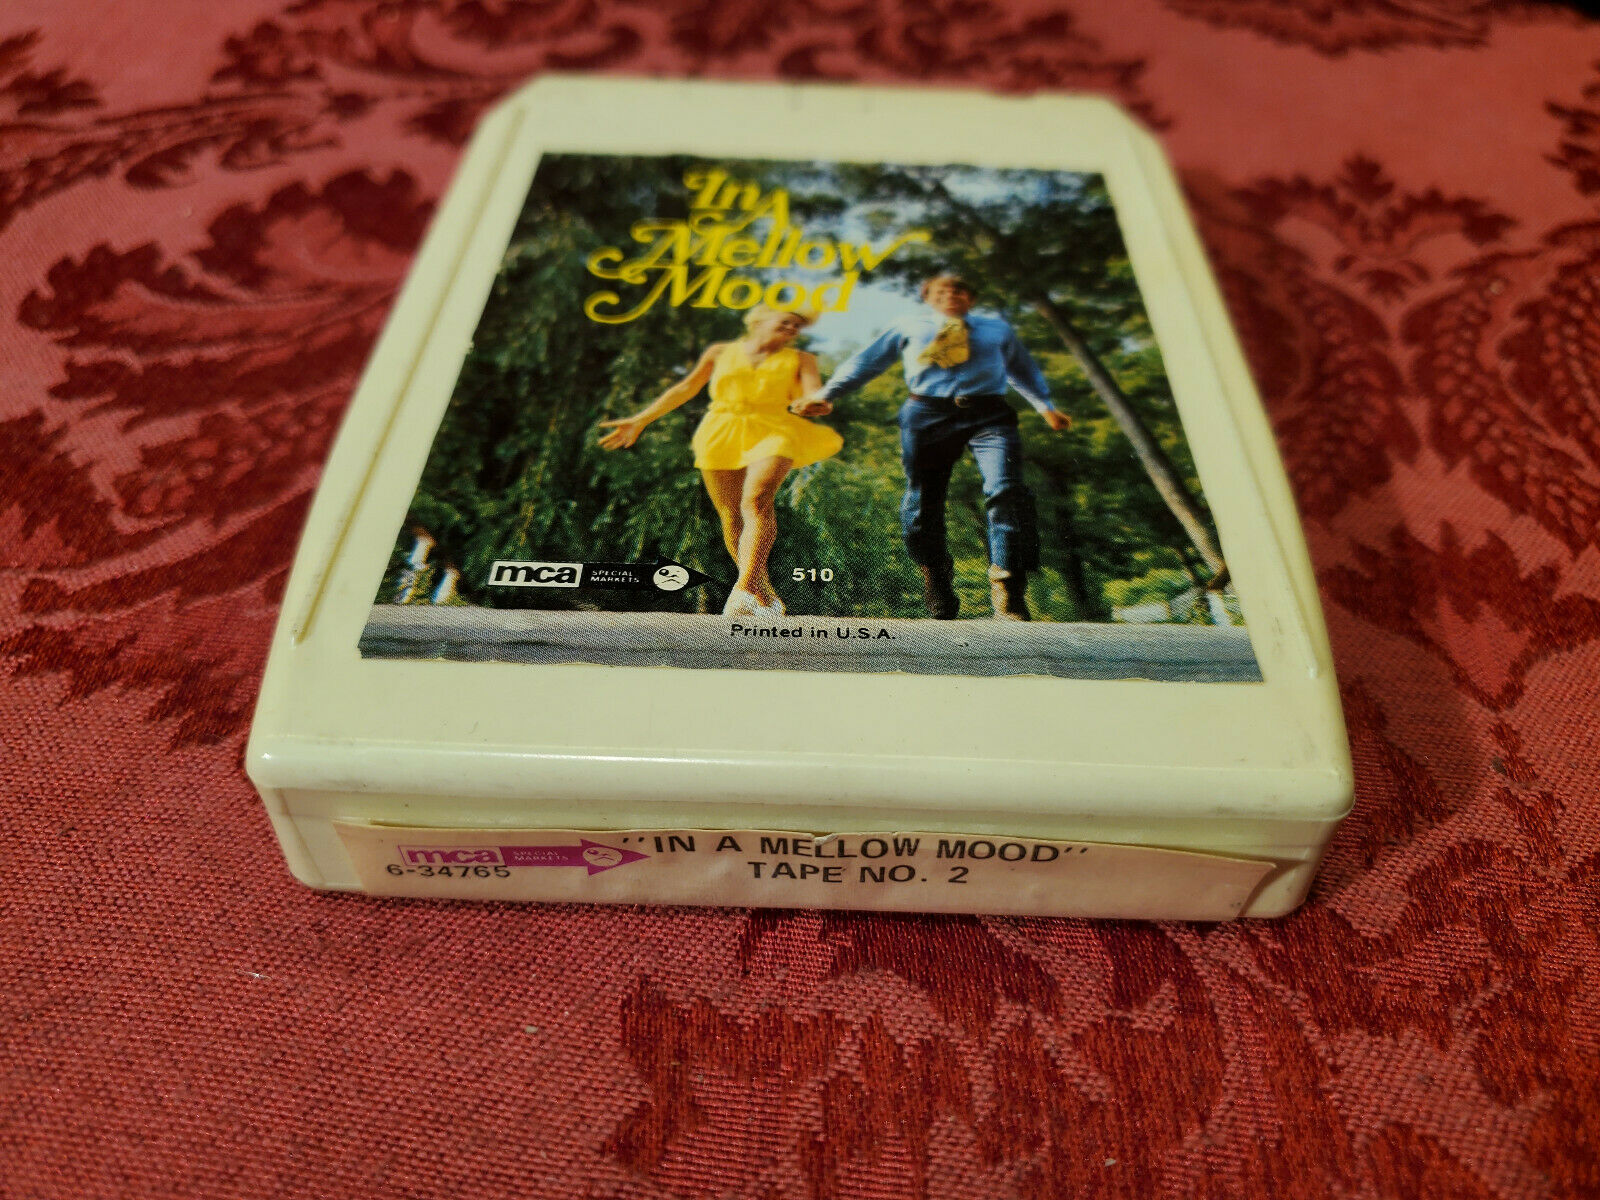 In A
Mellow
Mood
mca SPECIAL MARKETS
510
Printed in U.S.A.
mca SPECIAL MARKETS
"IN A MELLOW MOOD"
6-34765
TAPE NO. 2